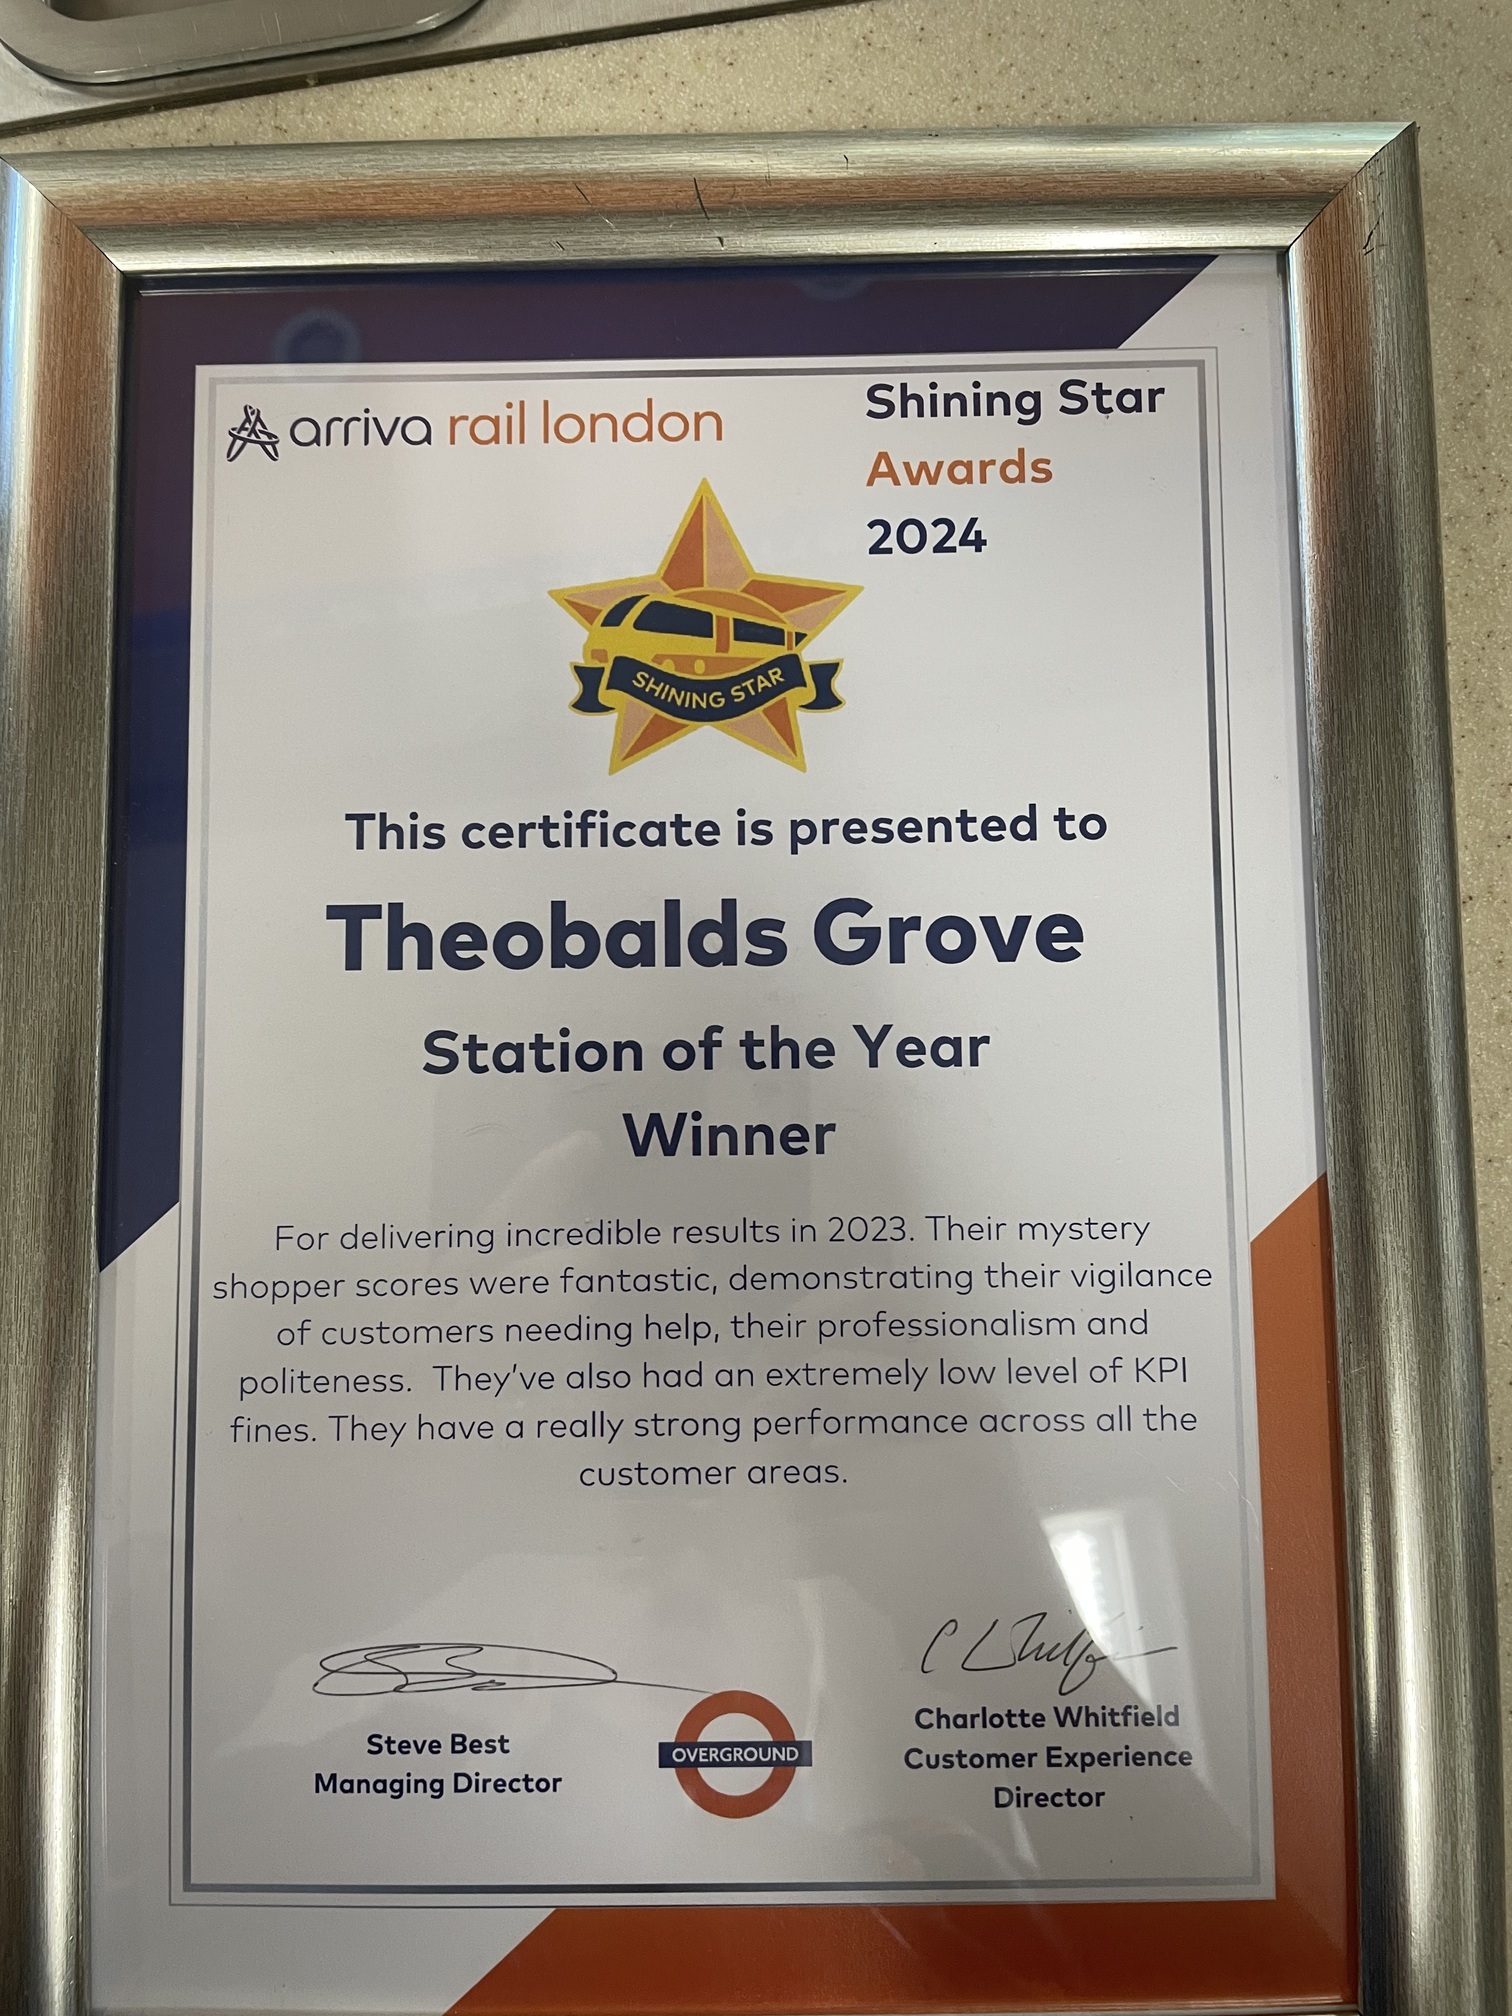 arriva rail london
Shining Star
Awards
2024
SHINING STAR
This certificate is presented to
Theobalds Grove
Station of the Year
Winner
For delivering incredible results in 2023. Their mystery
shopper scores were fantastic, demonstrating their vigilance
of customers needing help, their professionalism and
politeness.  They've also had an extremely low level of KPI
fines. They have a really strong performance across all the
customer areas.
Steve Best
Managing Director
OVERGROUND
C Whitfield
Charlotte Whitfield
Customer Experience
Director